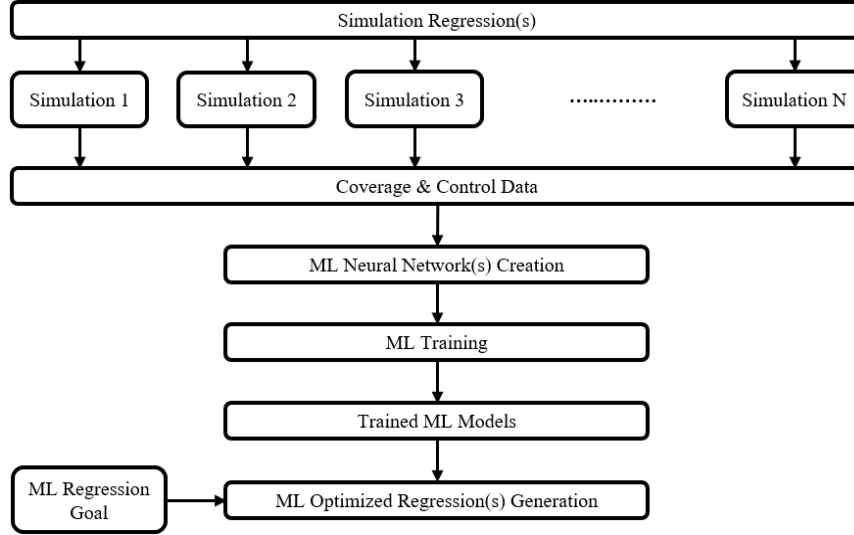 Simulation Regression(s)
Simulation 1
Simulation 2
Simulation 3
...............
Simulation N
Coverage & Control Data
ML Neural Network(s) Creation
ML Training
Trained ML Models
ML Regression
Goal
ML Optimized Regression(s) Generation